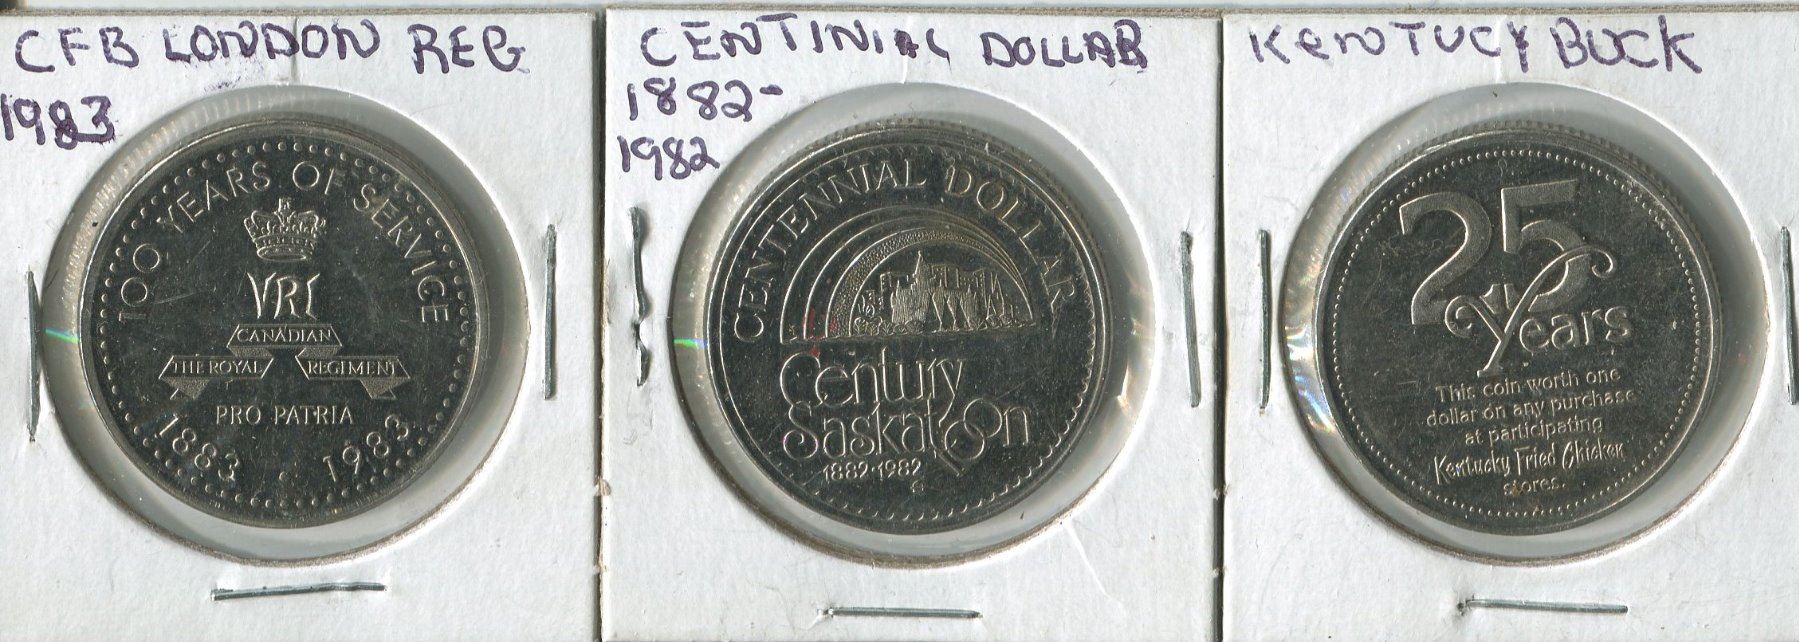 CFB LONDON REG
1983
100 YEARS OF SERVICE
VRI
CANADIAN
THE ROYAL REGIMENT
PRO PATRIA
1883 1983
CENTINIAL DOLLAR
1882-
1982
CENTENNIAL DOLLAR
Century
Saskatoon
1882·1982
KENTUCY BUCK
25
Years
This coin worth one
dollar on any purchase
at participating
Kentucky Fried Chicken
stores.